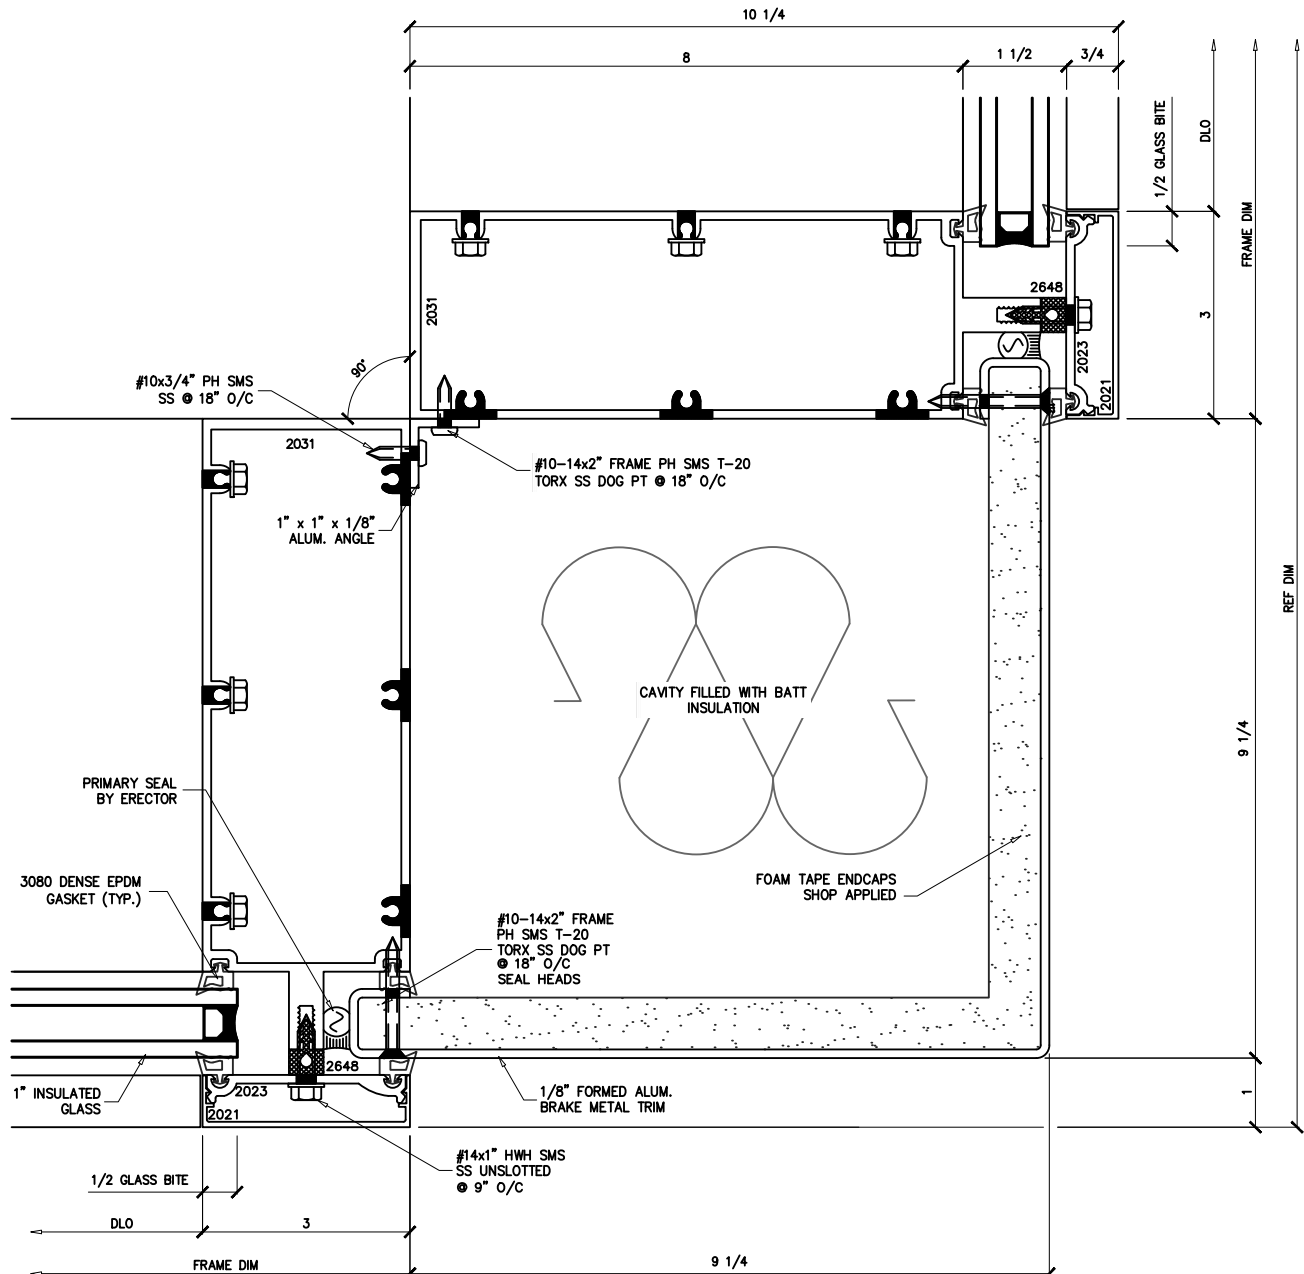 10 1/4
8
1 1/2
3/4
1/2 GLASS BITE
DLO
FRAME DIM
REF DIM
2031
2648
2023
2021
3
90°
#10x3/4" PH SMS
SS @ 18" O/C
2031
#10-14x2" FRAME PH SMS T-20
TORX SS DOG PT @ 18" O/C
1" x 1" x 1/8"
ALUM. ANGLE
CAVITY FILLED WITH BATT
INSULATION
9 1/4
PRIMARY SEAL
BY ERECTOR
3080 DENSE EPDM
GASKET (TYP.)
FOAM TAPE ENDCAPS
SHOP APPLIED
#10-14x2" FRAME
PH SMS T-20
TORX SS DOG PT
@ 18" O/C
SEAL HEADS
2648
2023
2021
1" INSULATED
GLASS
1/8" FORMED ALUM.
BRAKE METAL TRIM
1
#14x1" HWH SMS
SS UNSLOTTED
@ 9" O/C
1/2 GLASS BITE
DLO
3
FRAME DIM
9 1/4